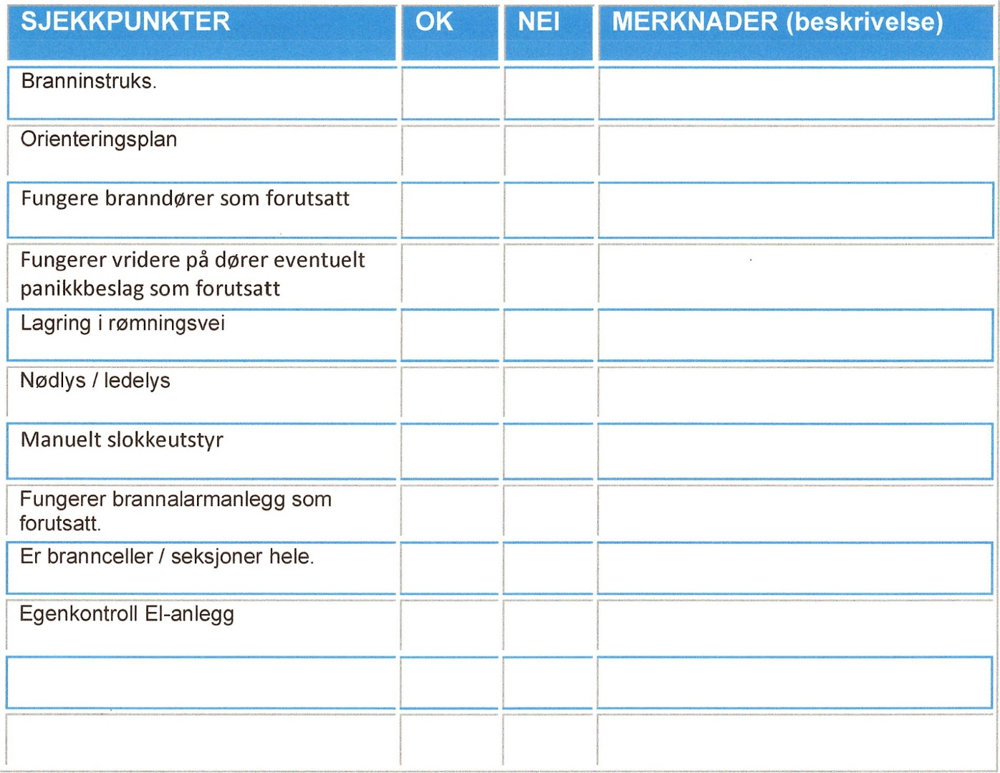 SJEKKPUNKTER OK NEI MERKNADER (beskrivelse)
Branninstruks.
Orienteringsplan
Fungere branndører som forutsatt
Fungerer vridere på dører eventuelt
panikkbeslag som forutsatt
Lagring i rømningsvei
Nødlys / ledelys
Manuelt slokkeutstyr
Fungerer brannalarmanlegg som
forutsatt.
Er brannceller / seksjoner hele.
Egenkontroll El-anlegg